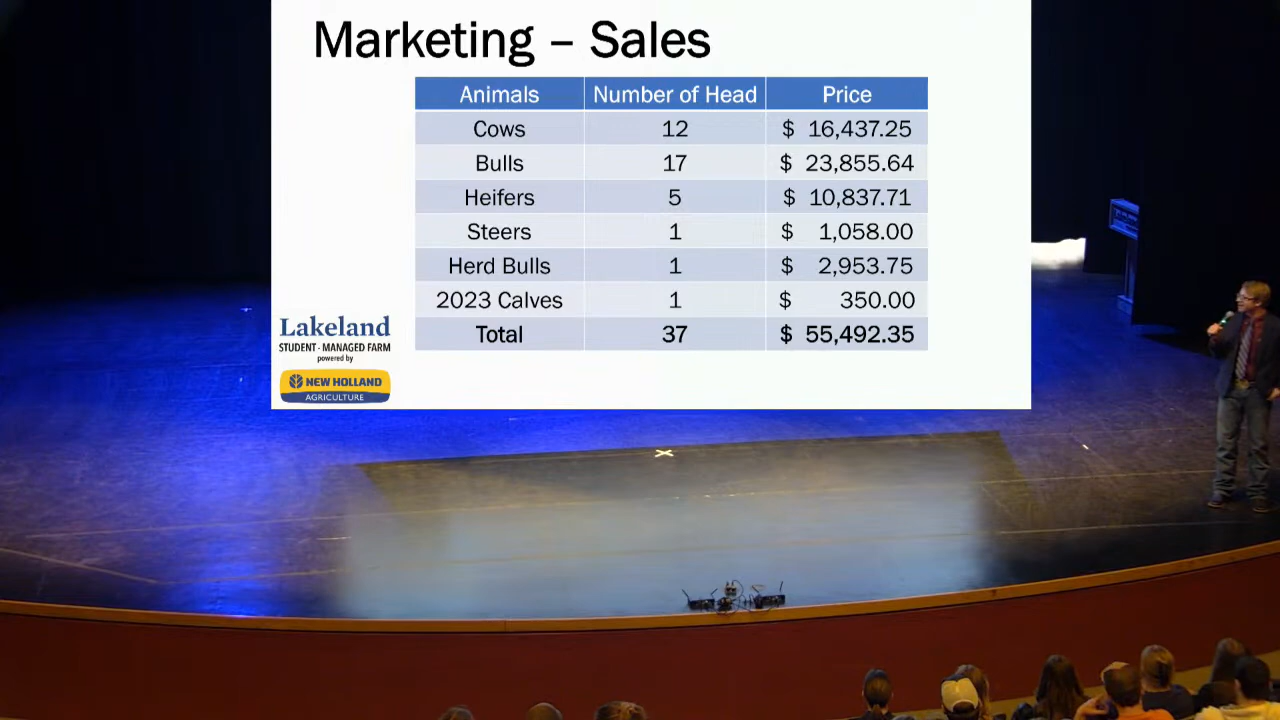 Marketing – Sales
Animals Number of Head Price
Cows 12 $ 16,437.25
Bulls 17 $ 23,855.64
Heifers 5 $ 10,837.71
Steers 1 $ 1,058.00
Herd Bulls 1 $ 2,953.75
2023 Calves 1 $ 350.00
Total 37 $ 55,492.35
Lakeland
STUDENT - MANAGED FARM
powered by
NEW HOLLAND
AGRICULTURE